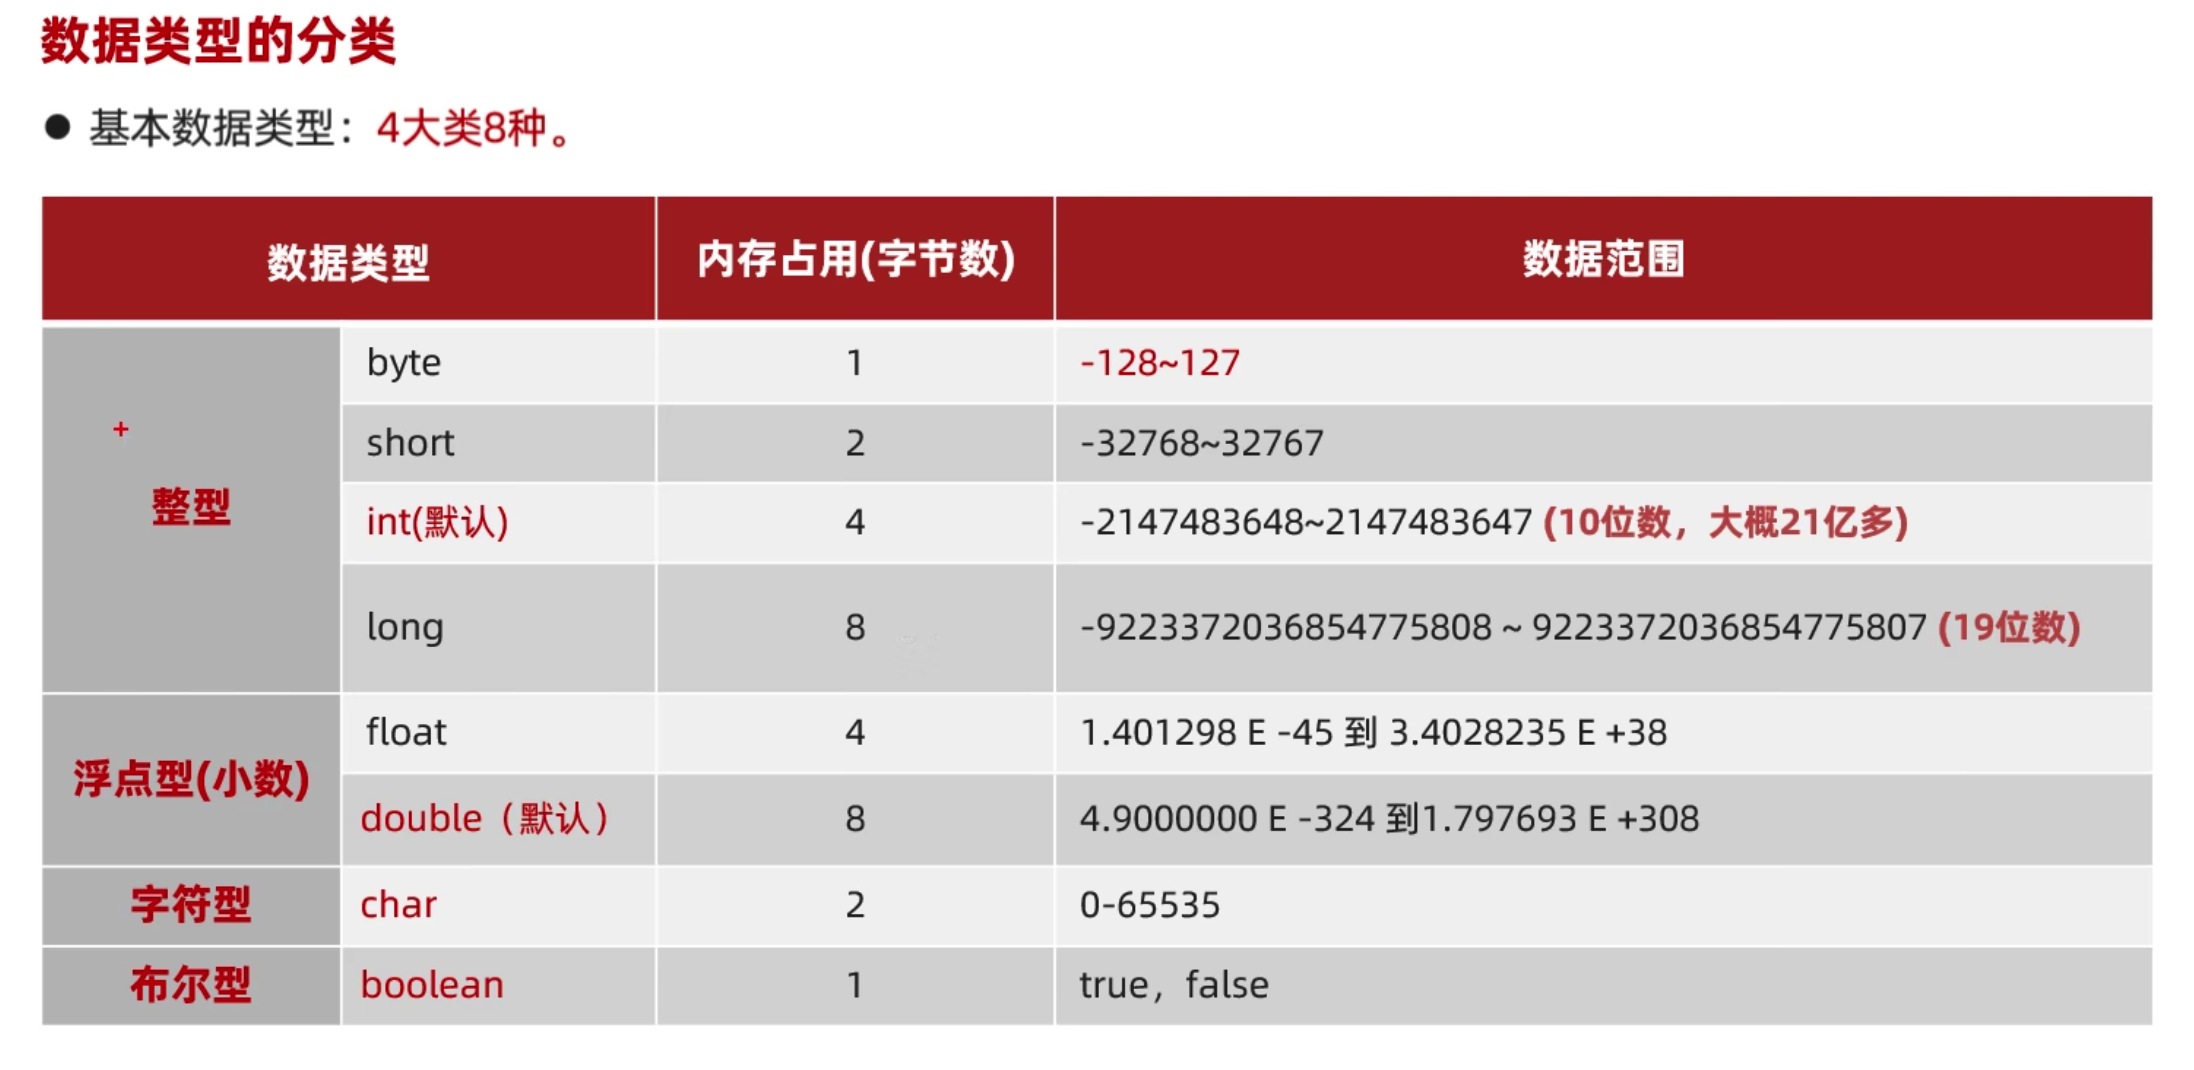 数据类型的分类
● 基本数据类型：4大类8种。
数据类型 内存占用(字节数) 数据范围
整型
byte 1 -128~127
short 2 -32768~32767
int(默认) 4 -2147483648~2147483647 (10位数，大概21亿多)
long 8 -9223372036854775808 ~ 9223372036854775807 (19位数)
浮点型(小数)
float 4 1.401298 E -45 到 3.4028235 E +38
double（默认） 8 4.9000000 E -324 到1.797693 E +308
字符型 char 2 0-65535
布尔型 boolean 1 true，false